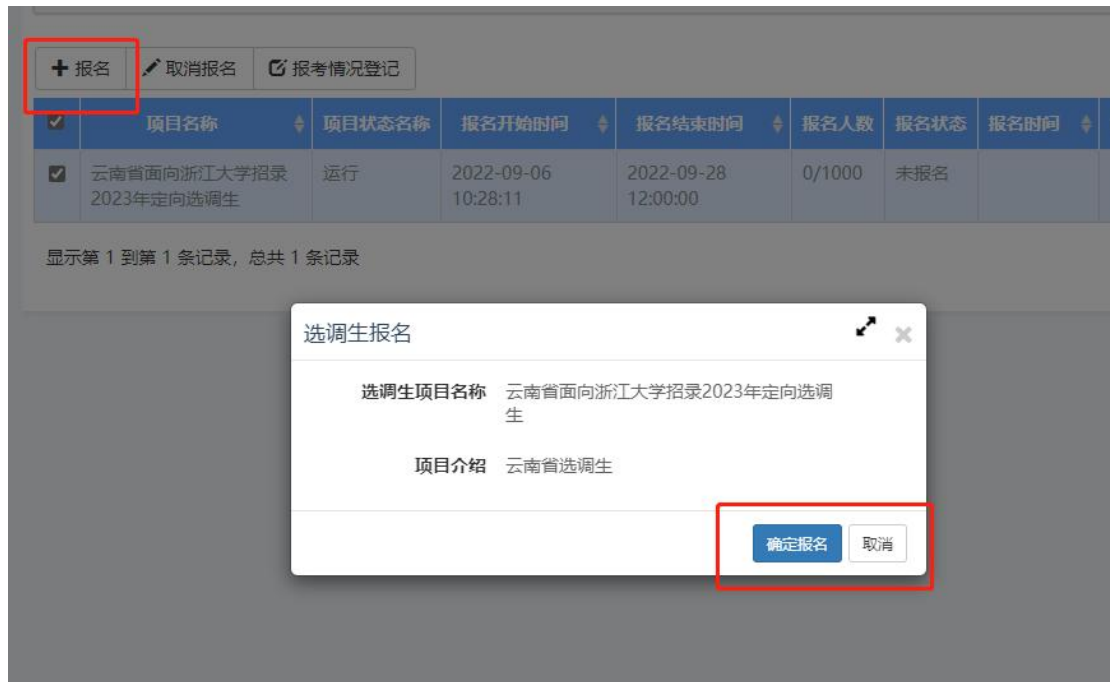 报名 取消报名 报考情况登记
项目名称 项目状态名称 报名开始时间 报名结束时间 报名人数 报名状态 报名时间
云南省面向浙江大学招录 运行 2022-09-06 2022-09-28 0/1000 未报名
2023年定向选调生 10:28:11 12:00:00
显示第 1 到第 1 条记录，总共 1 条记录
选调生报名
选调生项目名称 云南省面向浙江大学招录2023年定向选调
生
项目介绍 云南省选调生
确定报名 取消